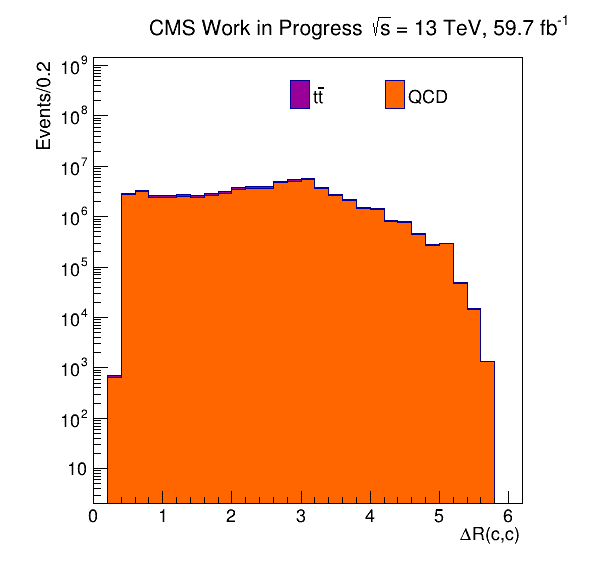 CMS Work in Progress √s = 13 TeV, 59.7 fb⁻¹
Events/0.2
10⁹
10⁸
10⁷
10⁶
10⁵
10⁴
10³
10²
10
tt̄ QCD
0 1 2 3 4 5 6
ΔR(c,c)